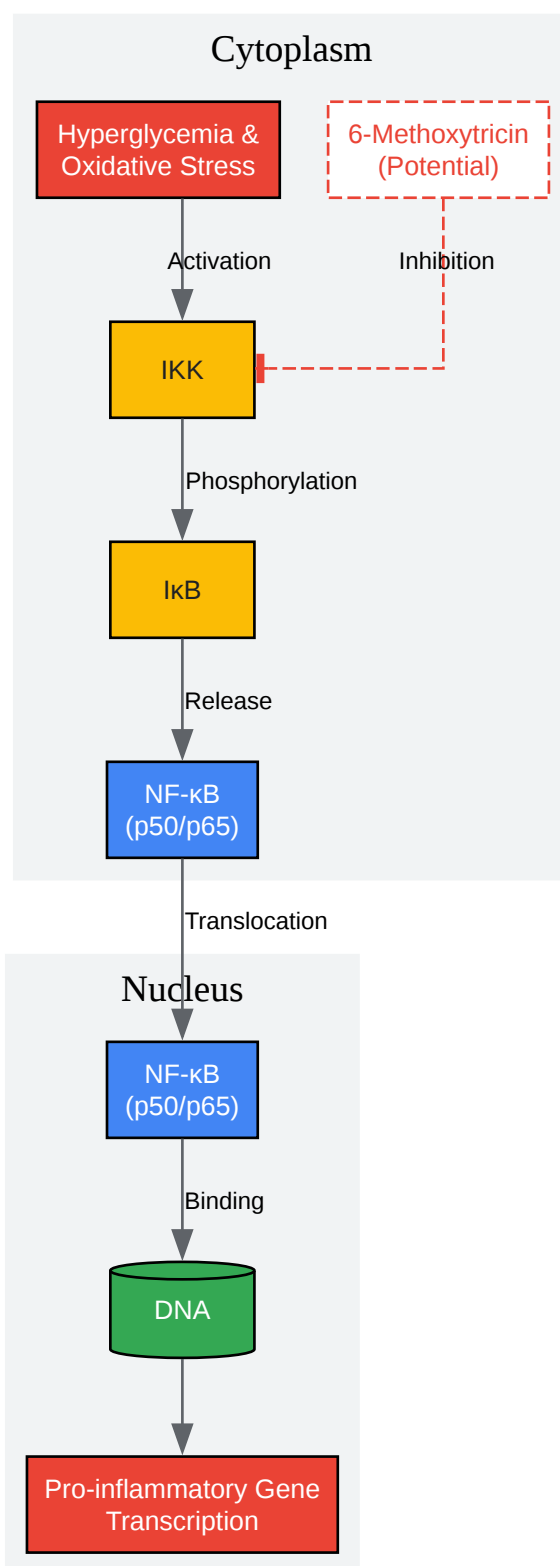 Cytoplasm
Hyperglycemia &
Oxidative Stress
6-Methoxytricin
(Potential)
Activation
Inhibition
IKK
Phosphorylation
IκB
Release
NF-κB
(p50/p65)
Translocation
Nucleus
NF-κB
(p50/p65)
Binding
DNA
Pro-inflammatory Gene
Transcription